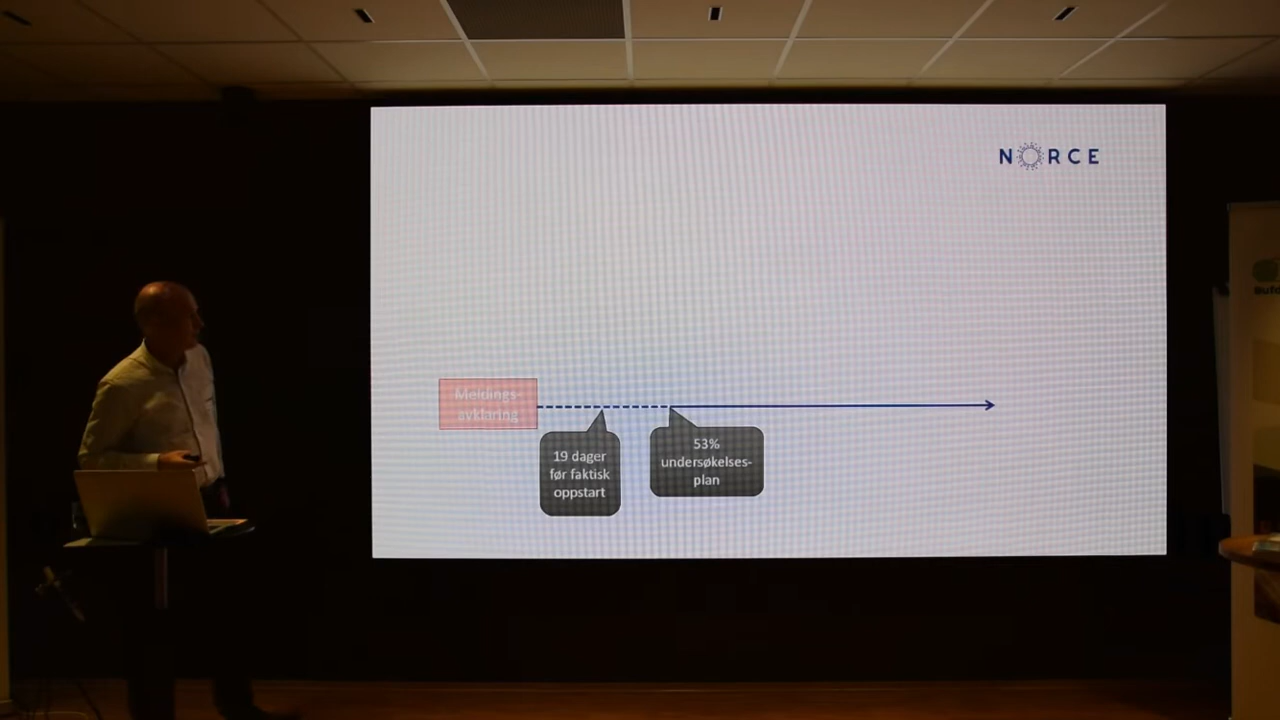 NORCE
Meldings-
avklaring
19 dager
før faktisk
oppstart
53%
undersøkelses-
plan